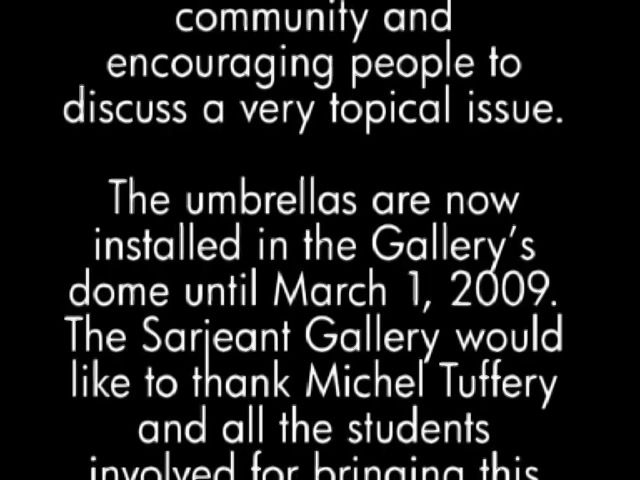 community and
encouraging people to
discuss a very topical issue.
The umbrellas are now
installed in the Gallery's
dome until March 1, 2009.
The Sarjeant Gallery would
like to thank Michel Tuffery
and all the students
involved for bringing this